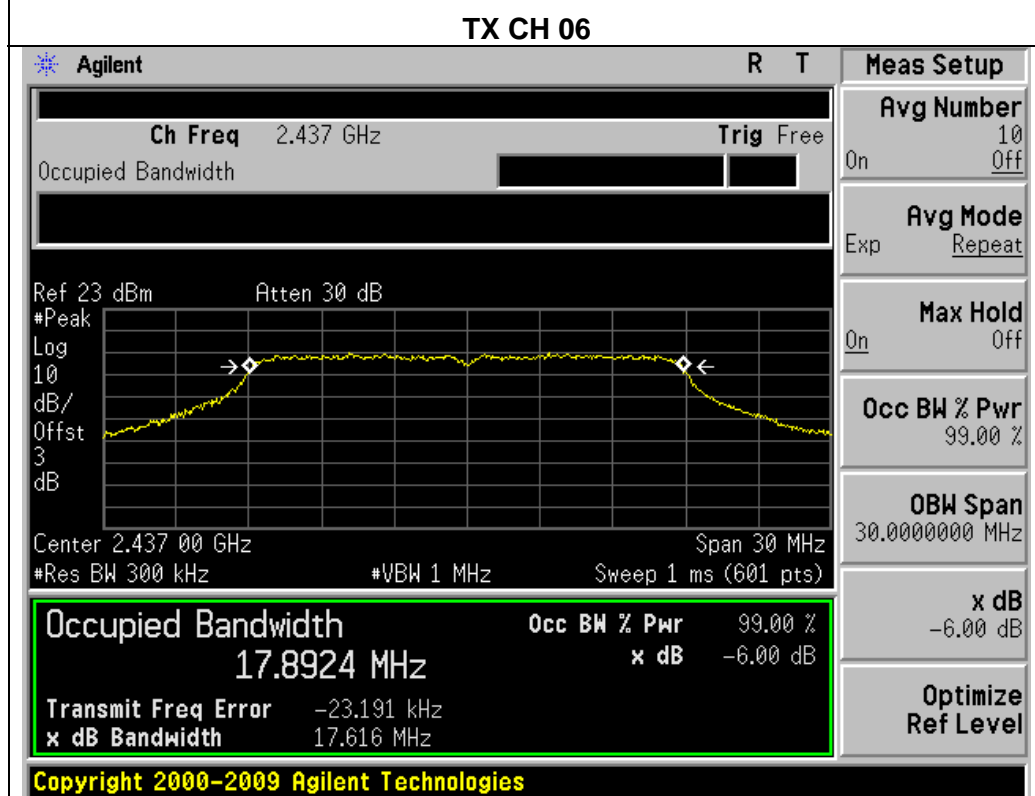 TX CH 06
Agilent R T Meas Setup
Ch Freq 2.437 GHz Trig Free
Occupied Bandwidth
Avg Number
10
On Off
Avg Mode
Exp Repeat
Max Hold
On Off
Occ BW % Pwr
99.00 %
OBW Span
30.0000000 MHz
x dB
-6.00 dB
Optimize
Ref Level
Ref 23 dBm Atten 30 dB
#Peak
Log
10
dB/
Offst
3
dB
Center 2.437 00 GHz Span 30 MHz
#Res BW 300 kHz #VBW 1 MHz Sweep 1 ms (601 pts)
Occupied Bandwidth Occ BW % Pwr 99.00 %
17.8924 MHz x dB -6.00 dB
Transmit Freq Error -23.191 kHz
x dB Bandwidth 17.616 MHz
Copyright 2000-2009 Agilent Technologies